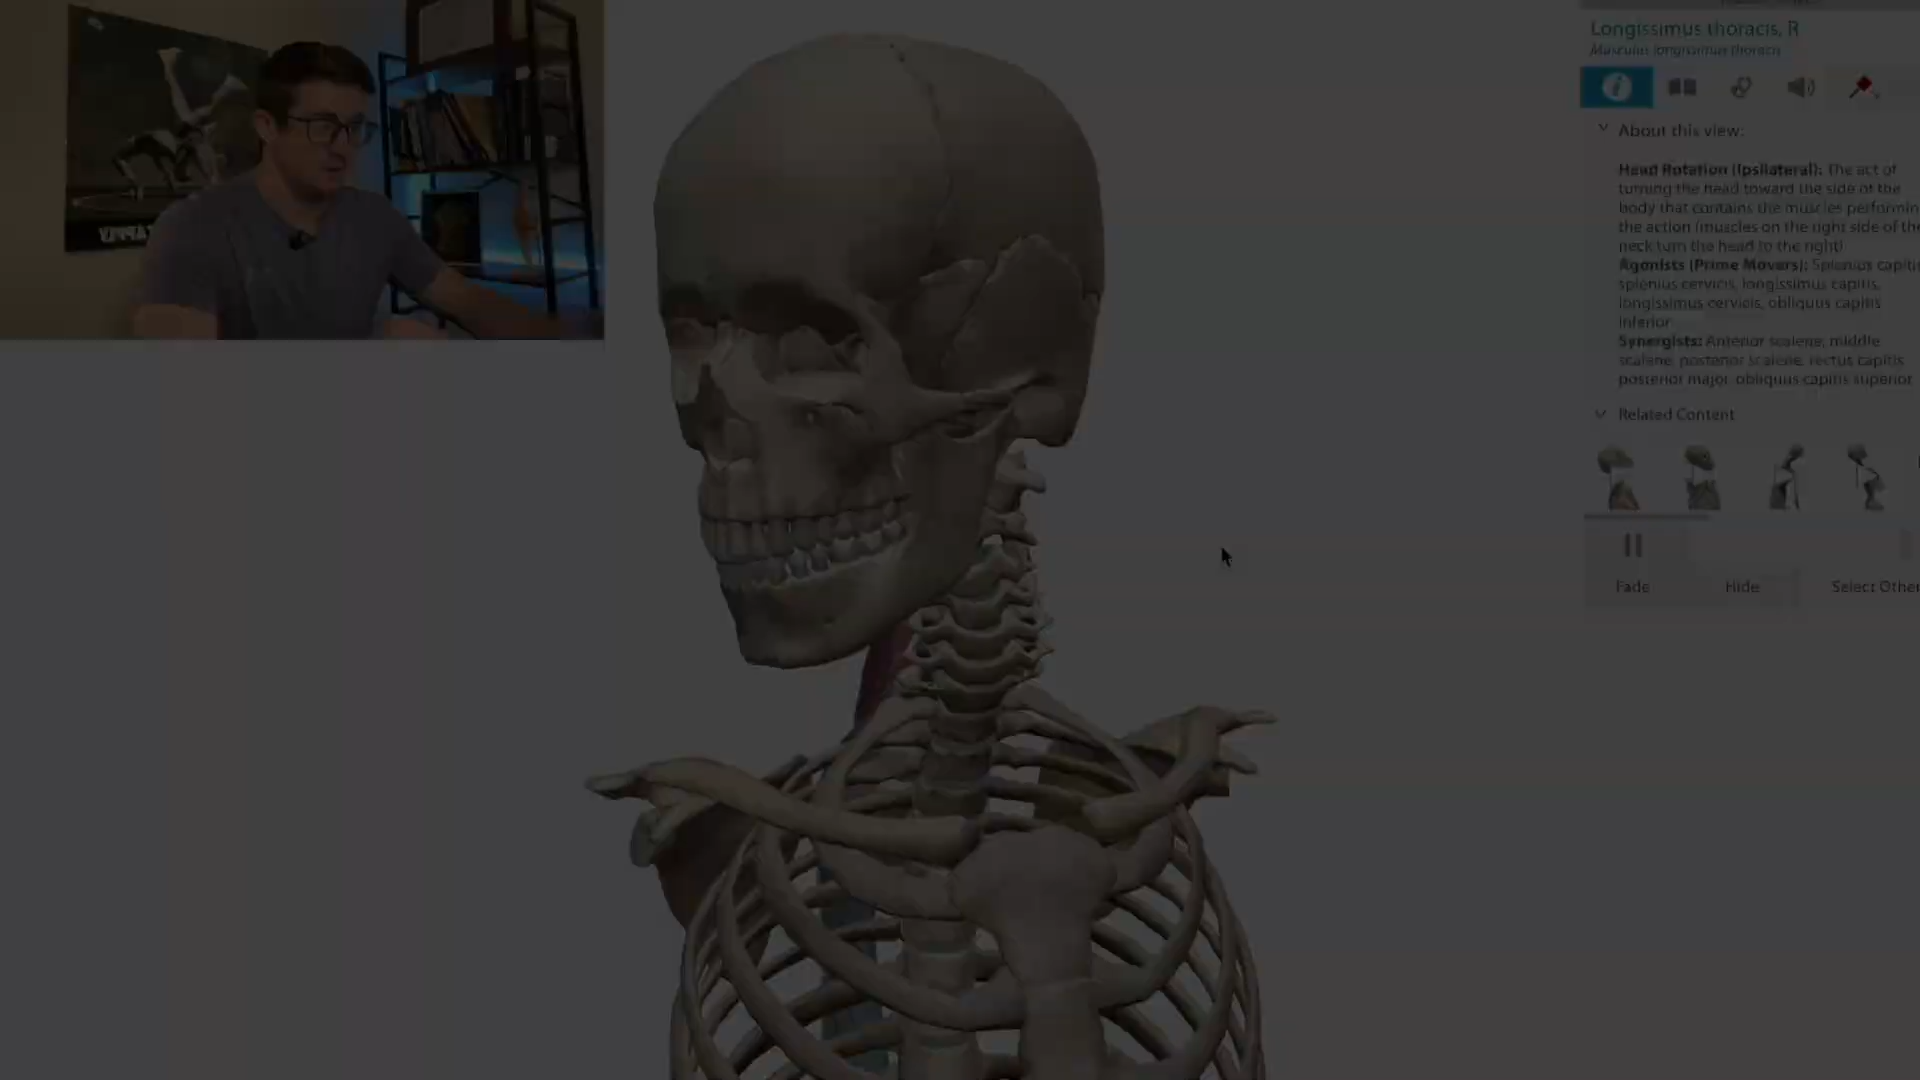 Longissimus thoracis, R
Musculus longissimus thoracis
About this view:
Head Rotation (Ipsilateral): The act of
turning the head toward the side of the
body that contains the muscles performin
the action (muscles on the right side of the
neck turn the head to the right)
Agonists (Prime Movers): Splenius capitis
splenius cervicis, longissimus capitis,
longissimus cervicis, obliquus capitis
inferior
Synergists: Anterior scalene, middle
scalene, posterior scalene, rectus capitis
posterior major, obliquus capitis superior
Related Content
Fade
Hide
Select Other